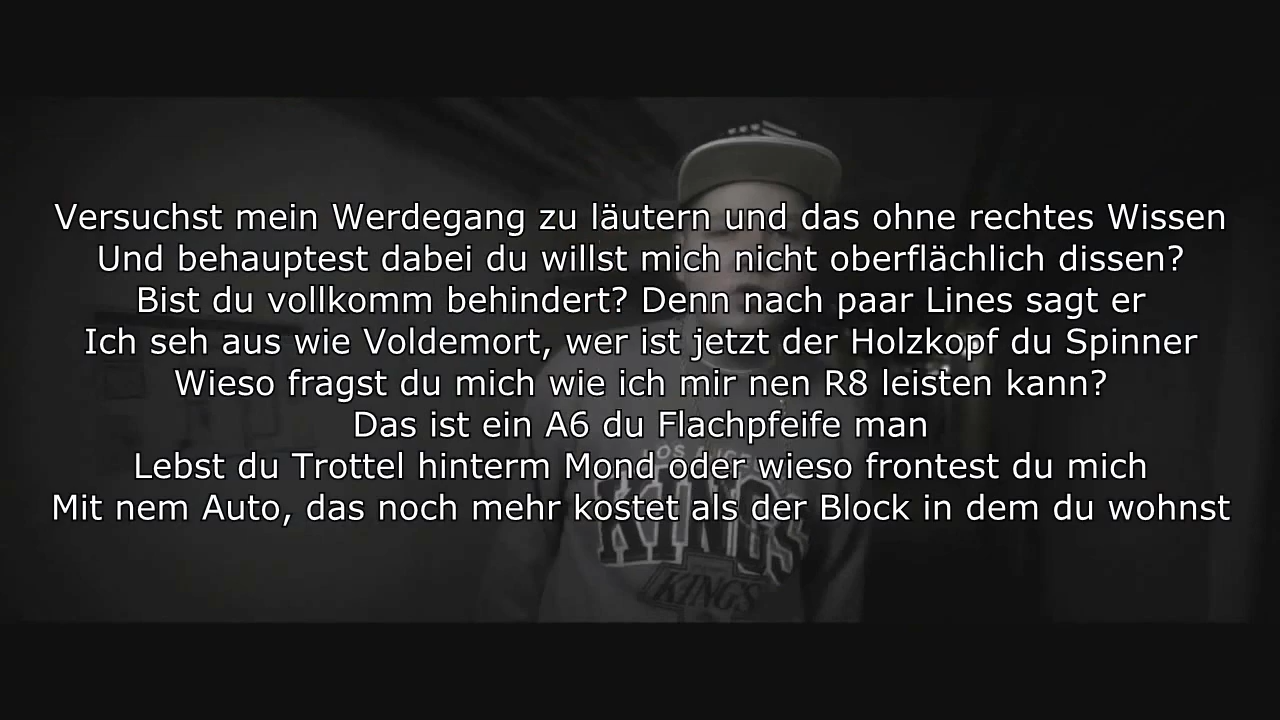 Versuchst mein Werdegang zu läutern und das ohne rechtes Wissen
Und behauptest dabei du willst mich nicht oberflächlich dissen?
Bist du vollkomm behindert? Denn nach paar Lines sagt er
Ich seh aus wie Voldemort, wer ist jetzt der Holzkopf du Spinner
Wieso fragst du mich wie ich mir nen R8 leisten kann?
Das ist ein A6 du Flachpfeife man
Lebst du Trottel hinterm Mond oder wieso frontest du mich
Mit nem Auto, das noch mehr kostet als der Block in dem du wohnst
LOS
KINGS
KINGS